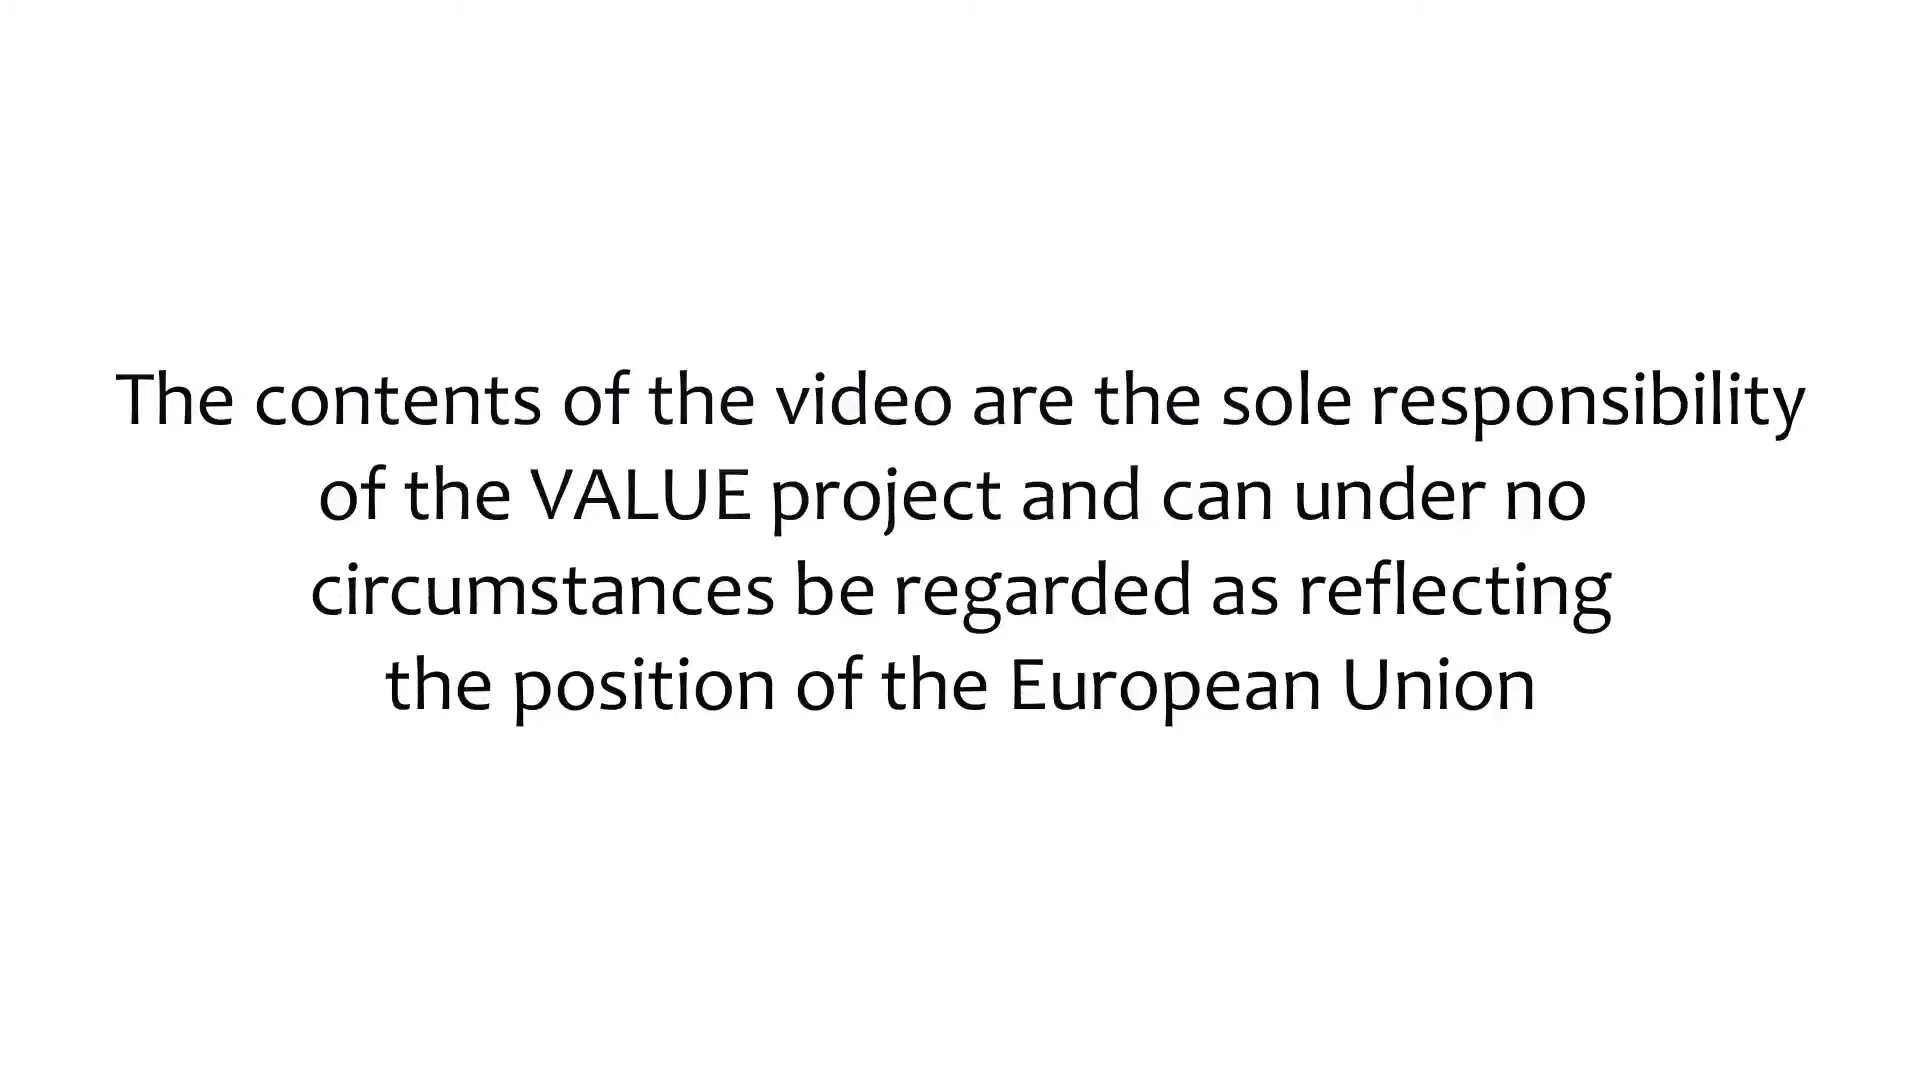 The contents of the video are the sole responsibility
of the VALUE project and can under no
circumstances be regarded as reflecting
the position of the European Union